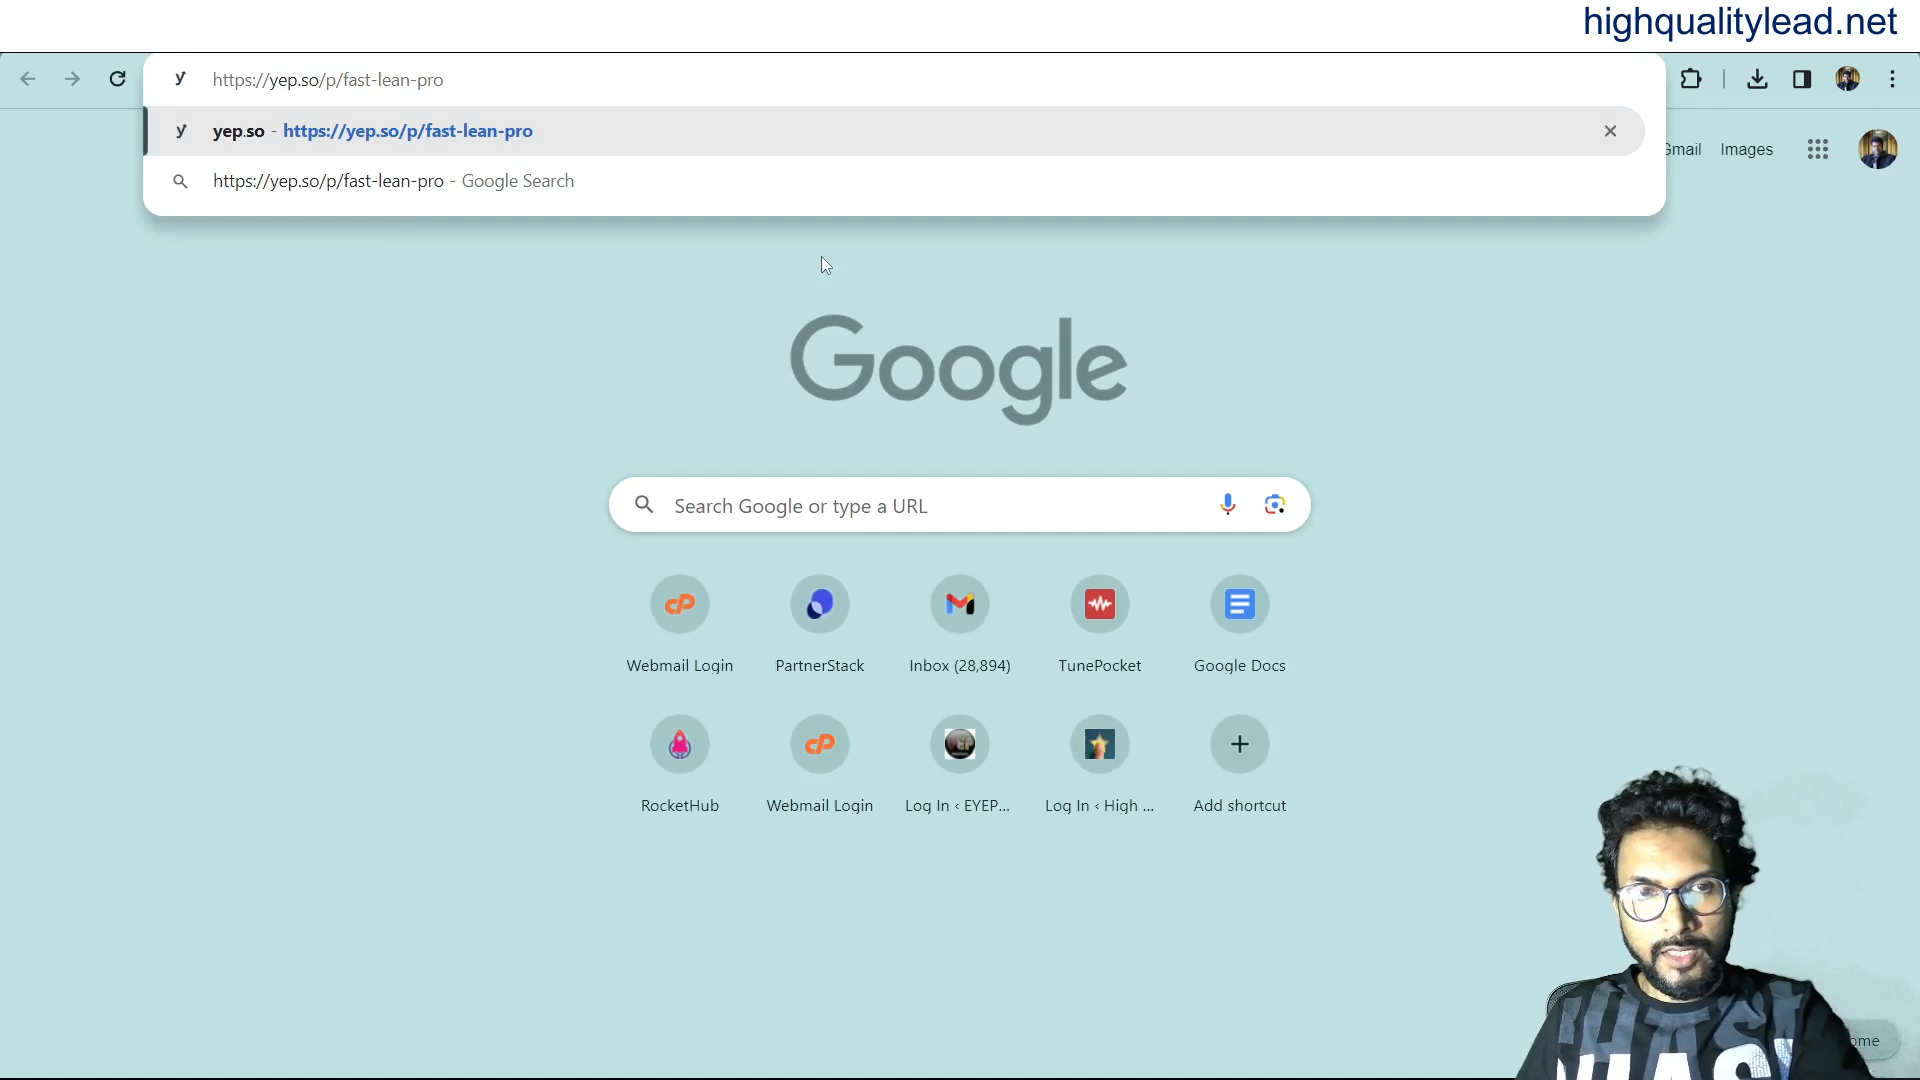 highqualitylead.net
https://yep.so/p/fast-lean-pro
yep.so - https://yep.so/p/fast-lean-pro
https://yep.so/p/fast-lean-pro - Google Search
Gmail Images
Google
Search Google or type a URL
Webmail Login PartnerStack Inbox (28,894) TunePocket Google Docs
RocketHub Webmail Login Log In ‹ EYEP... Log In ‹ High ... Add shortcut